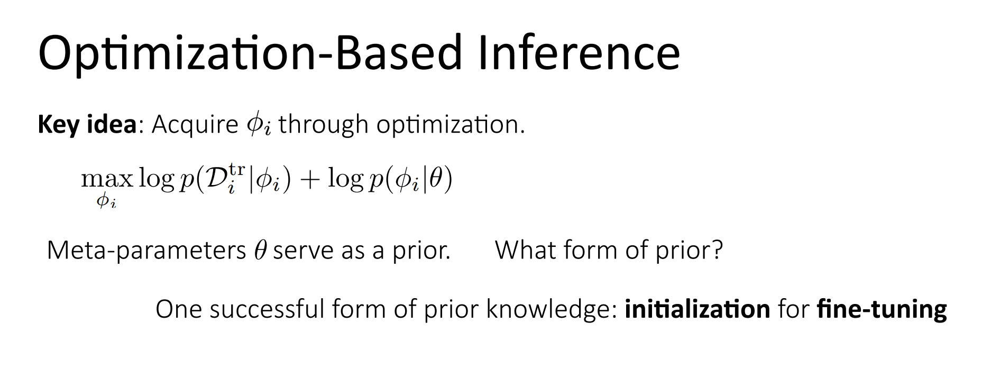 Optimization-Based Inference
Key idea: Acquire $\phi_i$ through optimization.
$\max_{\phi_i} \log p(\mathcal{D}_i^{\mathrm{tr}}|\phi_i) + \log p(\phi_i|\theta)$
Meta-parameters $\theta$ serve as a prior. What form of prior?
One successful form of prior knowledge: initialization for fine-tuning